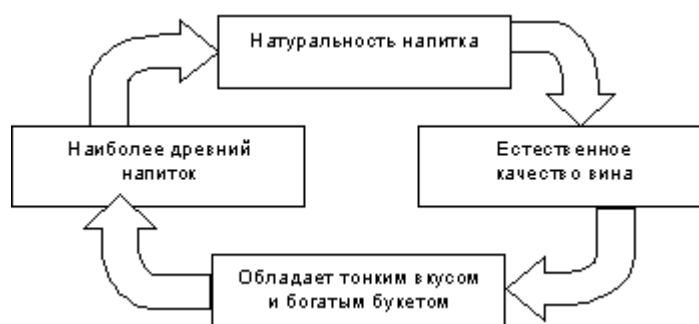 Натуральность напитка
Наиболее древний
напиток
Естественное
качество вина
Обладает тонким вкусом
и богатым букетом